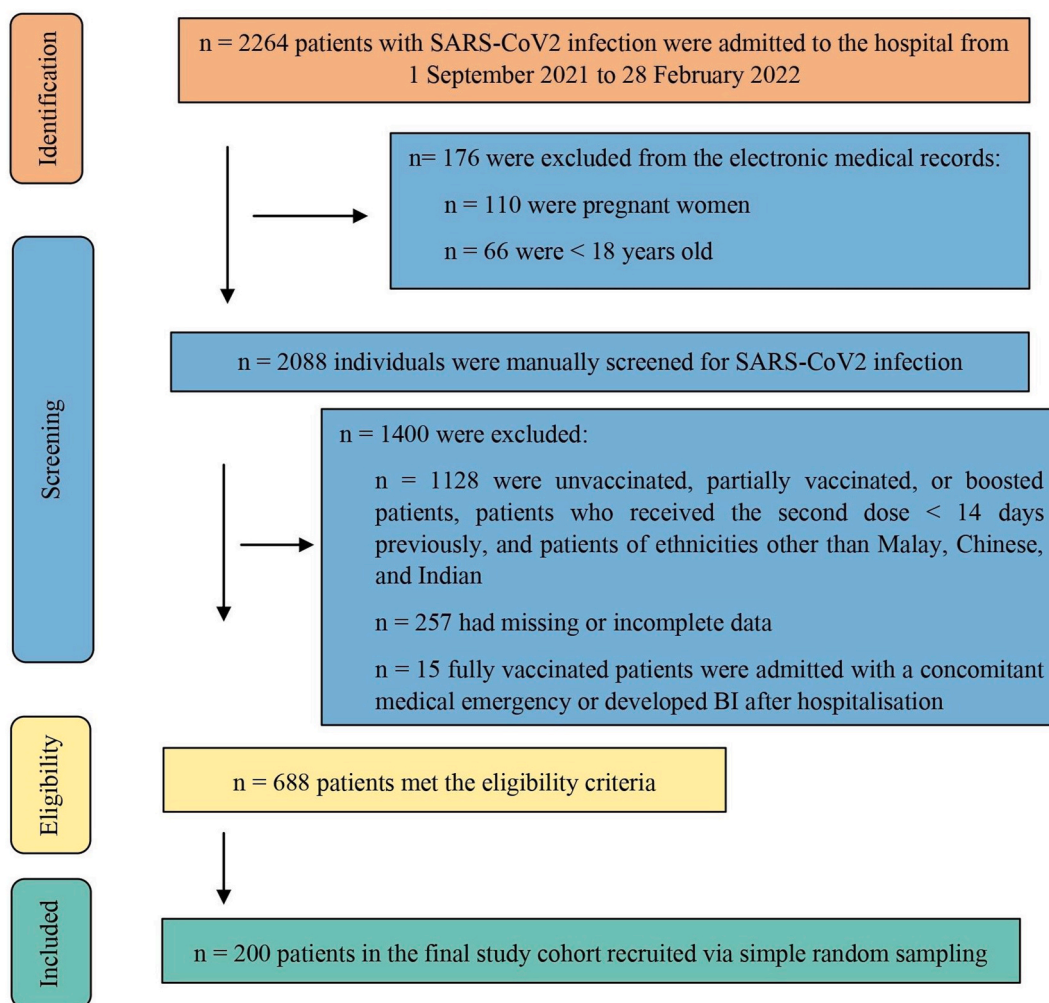 Identification
n = 2264 patients with SARS-CoV2 infection were admitted to the hospital from
1 September 2021 to 28 February 2022
n= 176 were excluded from the electronic medical records:
n = 110 were pregnant women
n = 66 were < 18 years old
Screening
n = 2088 individuals were manually screened for SARS-CoV2 infection
n = 1400 were excluded:
n = 1128 were unvaccinated, partially vaccinated, or boosted
patients, patients who received the second dose < 14 days
previously, and patients of ethnicities other than Malay, Chinese,
and Indian
n = 257 had missing or incomplete data
n = 15 fully vaccinated patients were admitted with a concomitant
medical emergency or developed BI after hospitalisation
Eligibility
n = 688 patients met the eligibility criteria
Included
n = 200 patients in the final study cohort recruited via simple random sampling